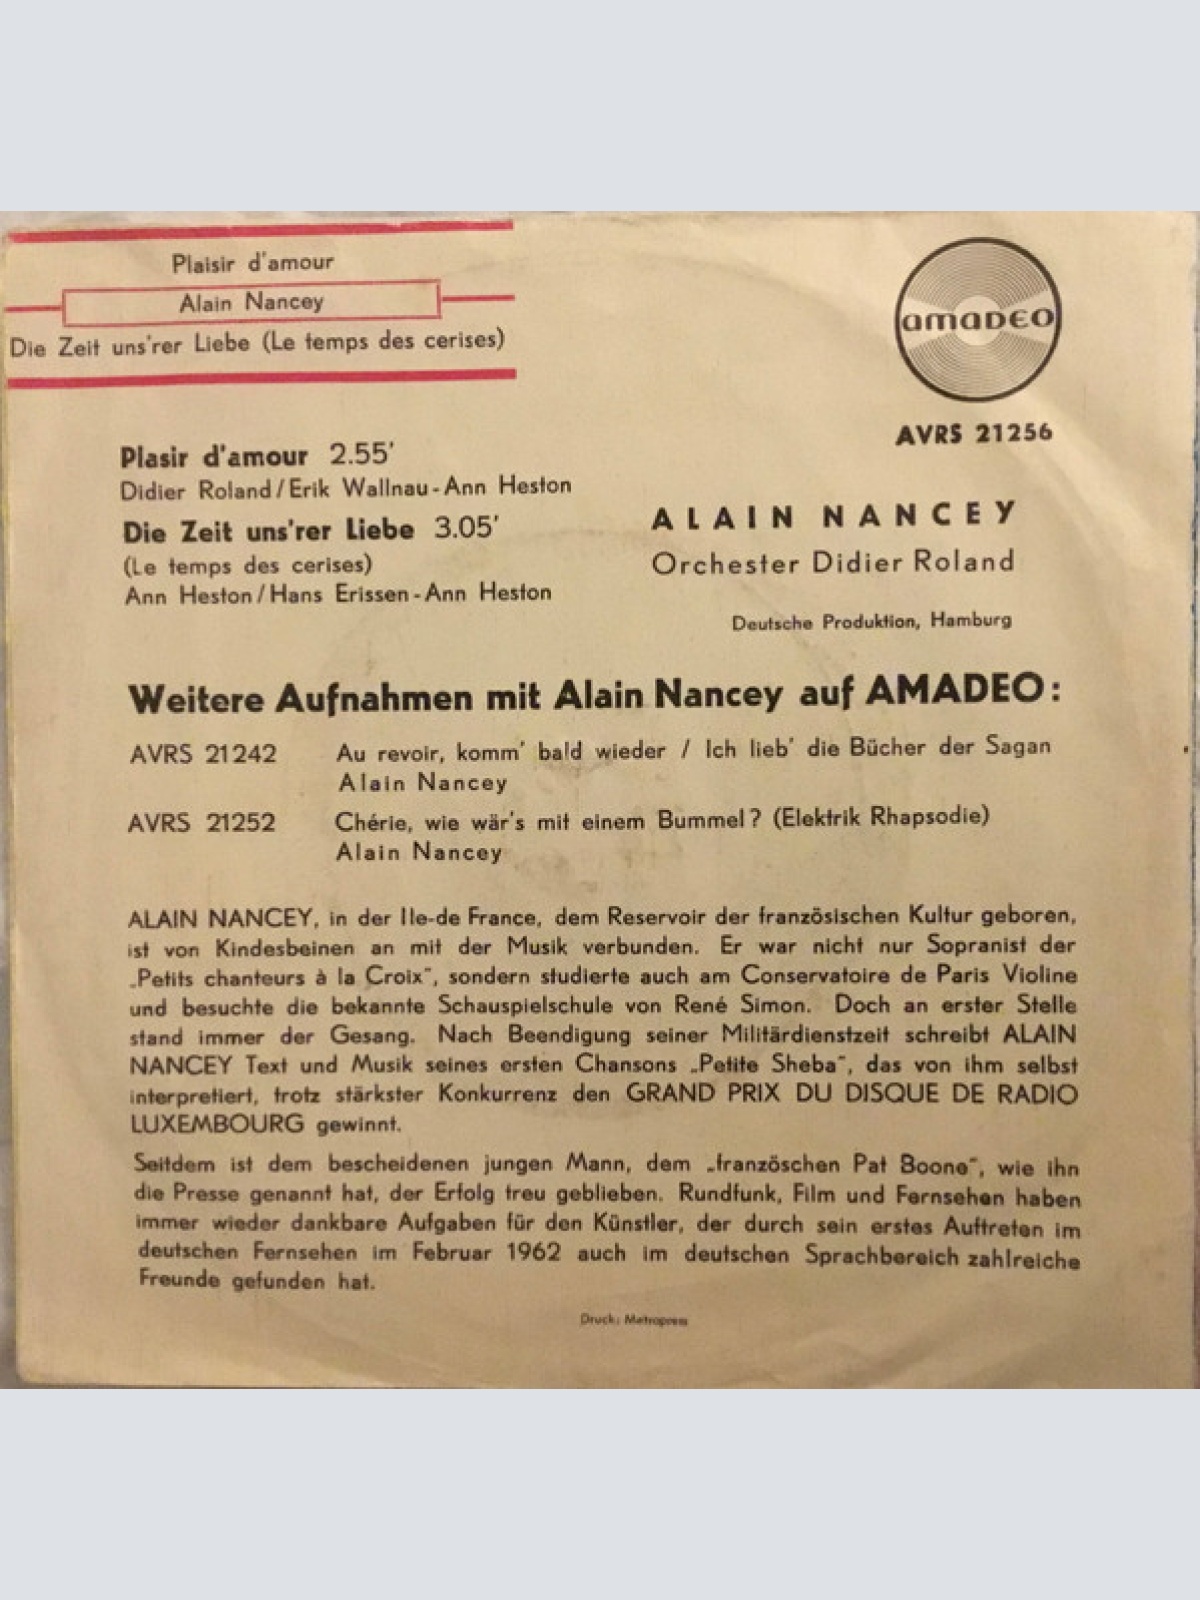 Plaisir d'amour
Alain Nancey
Die Zeit uns'rer Liebe (Le temps des cerises)
amaDEO
AVRS 21256
Plasir d'amour 2.55'
Didier Roland/Erik Wallnau-Ann Heston
Die Zeit uns'rer Liebe 3.05'
(Le temps des cerises)
Ann Heston/Hans Erissen-Ann Heston
ALAIN NANCEY
Orchester Didier Roland
Deutsche Produktion, Hamburg
Weitere Aufnahmen mit Alain Nancey auf AMADEO:
AVRS 21242 Au revoir, komm' bald wieder / Ich lieb' die Bücher der Sagan
Alain Nancey
AVRS 21252 Chérie, wie wär's mit einem Bummel? (Elektrik Rhapsodie)
Alain Nancey
ALAIN NANCEY, in der Ile-de France, dem Reservoir der französischen Kultur geboren,
ist von Kindesbeinen an mit der Musik verbunden. Er war nicht nur Sopranist der
„Petits chanteurs à la Croix", sondern studierte auch am Conservatoire de Paris Violine
und besuchte die bekannte Schauspielschule von René Simon. Doch an erster Stelle
stand immer der Gesang. Nach Beendigung seiner Militärdienstzeit schreibt ALAIN
NANCEY Text und Musik seines ersten Chansons „Petite Sheba", das von ihm selbst
interpretiert, trotz stärkster Konkurrenz den GRAND PRIX DU DISQUE DE RADIO
LUXEMBOURG gewinnt.
Seitdem ist dem bescheidenen jungen Mann, dem „französchen Pat Boone", wie ihn
die Presse genannt hat, der Erfolg treu geblieben. Rundfunk, Film und Fernsehen haben
immer wieder dankbare Aufgaben für den Künstler, der durch sein erstes Auftreten im
deutschen Fernsehen im Februar 1962 auch im deutschen Sprachbereich zahlreiche
Freunde gefunden hat.
Druck: Metropress